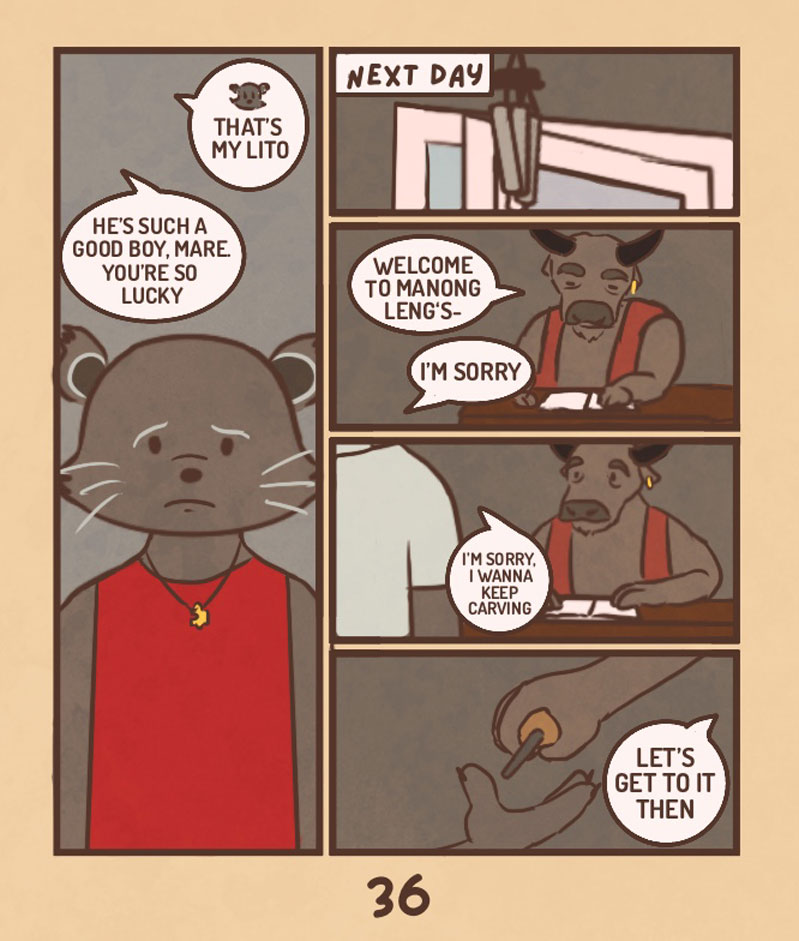 THAT'S
MY LITO
HE'S SUCH A
GOOD BOY, MARE.
YOU'RE SO
LUCKY
NEXT DAY
WELCOME
TO MANONG
LENG'S-
I'M SORRY
I'M SORRY,
I WANNA
KEEP
CARVING
LET'S
GET TO IT
THEN
36